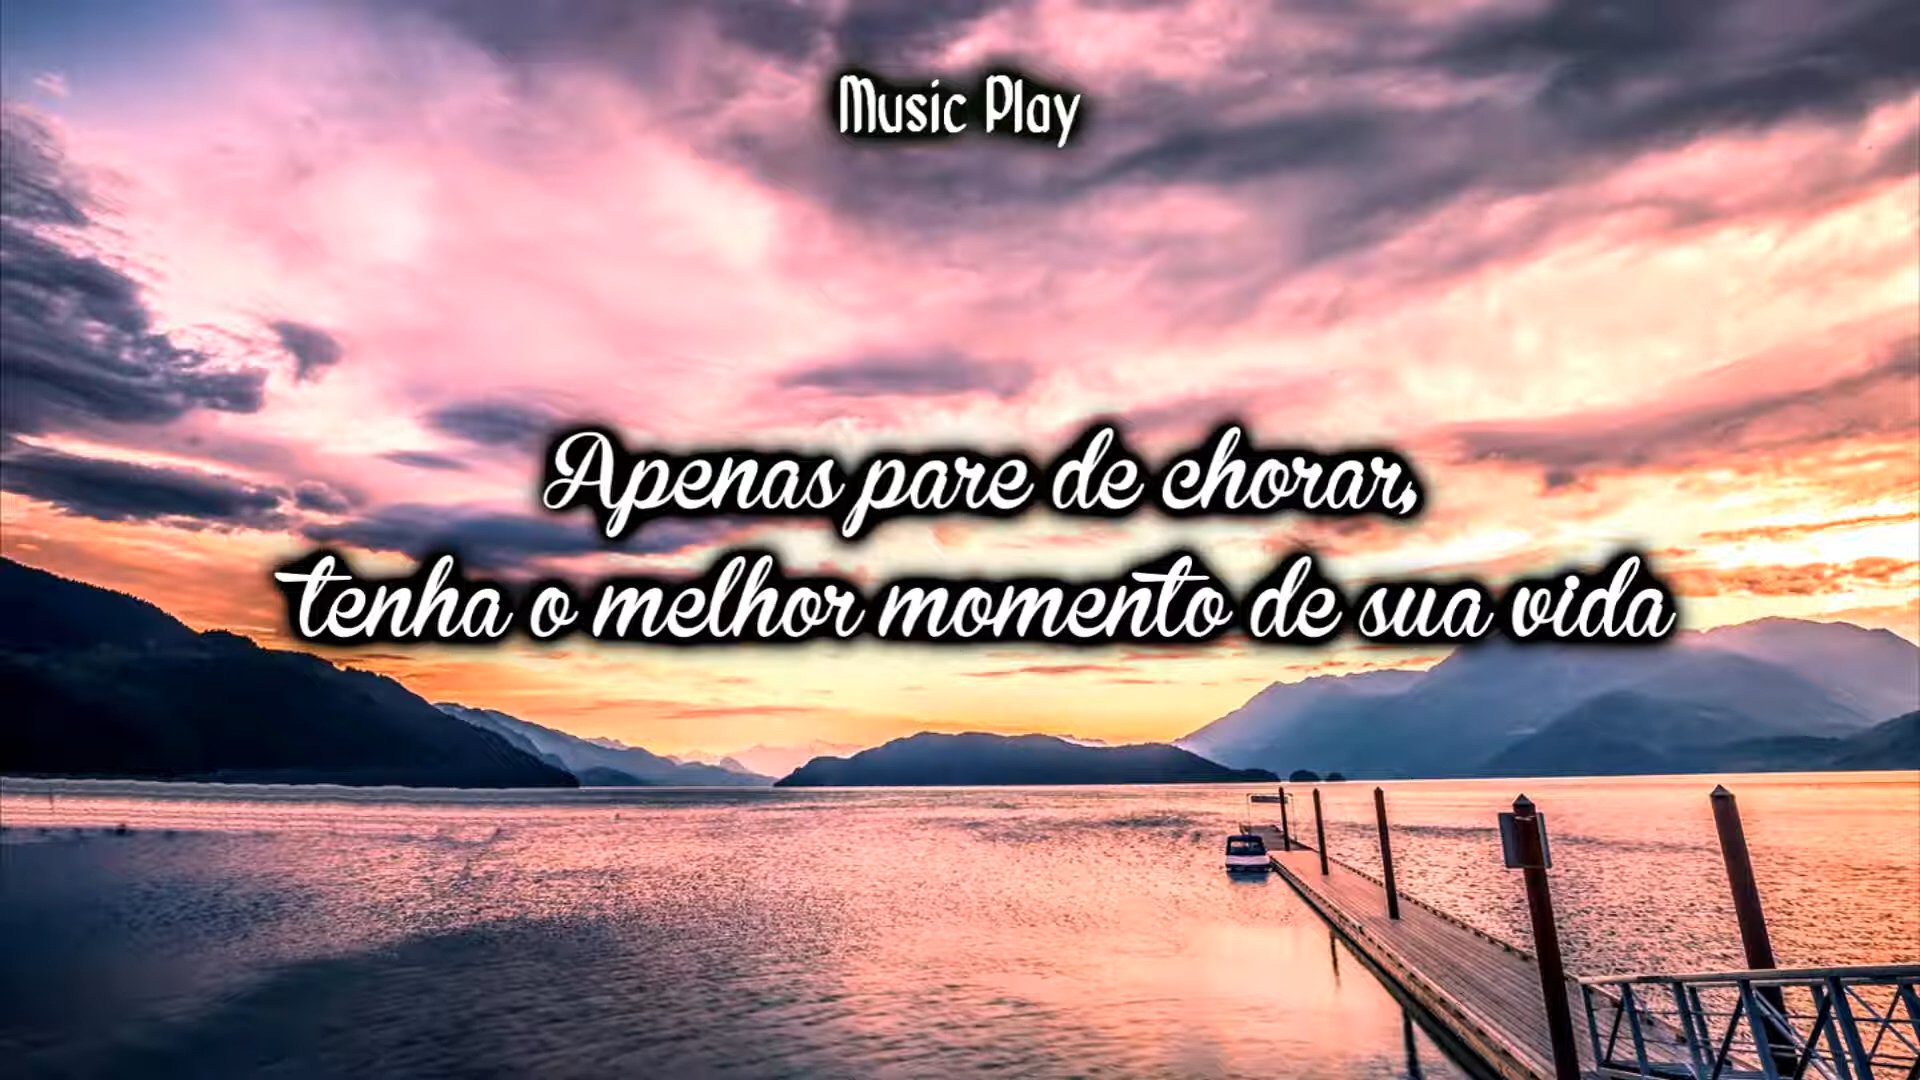 Music Play
Apenas pare de chorar,
tenha o melhor momento de sua vida